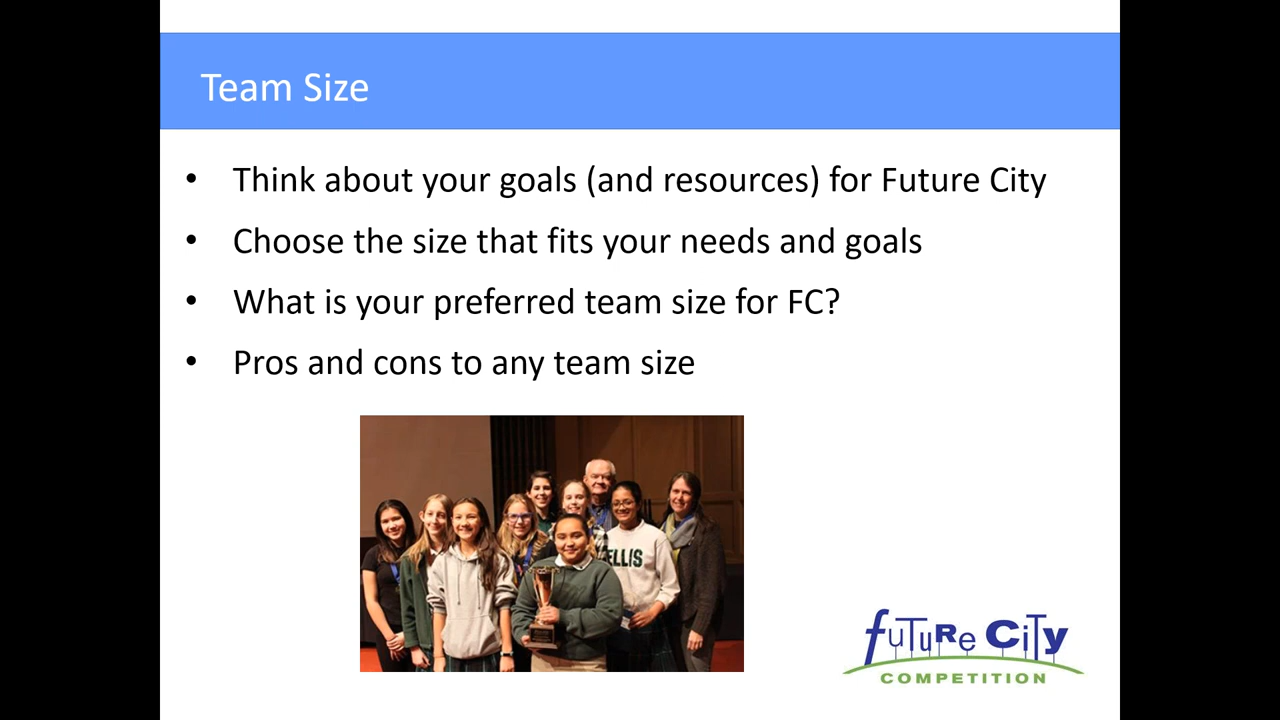 Team Size
• Think about your goals (and resources) for Future City
• Choose the size that fits your needs and goals
• What is your preferred team size for FC?
• Pros and cons to any team size
ELLIS
FuTuRe CiTy
COMPETITION